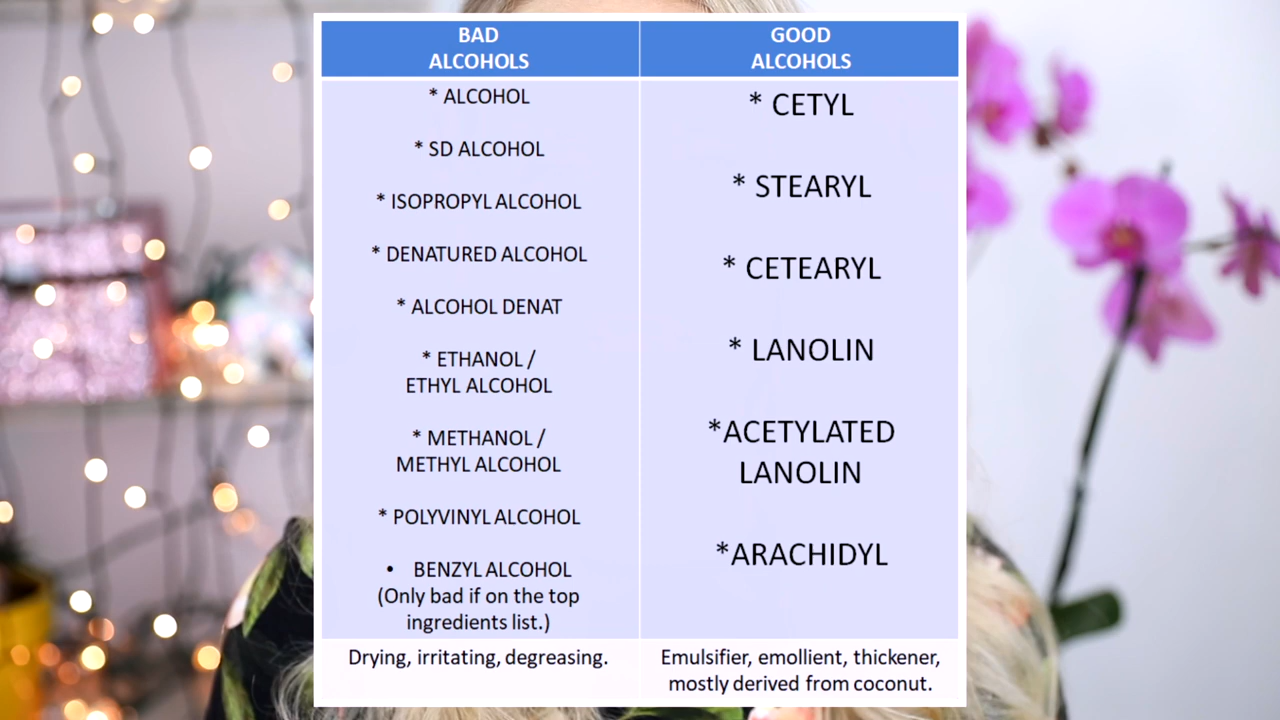 BAD
ALCOHOLS
* ALCOHOL
* SD ALCOHOL
* ISOPROPYL ALCOHOL
* DENATURED ALCOHOL
* ALCOHOL DENAT
* ETHANOL /
ETHYL ALCOHOL
* METHANOL /
METHYL ALCOHOL
* POLYVINYL ALCOHOL
• BENZYL ALCOHOL
(Only bad if on the top
ingredients list.)
Drying, irritating, degreasing.
GOOD
ALCOHOLS
* CETYL
* STEARYL
* CETEARYL
* LANOLIN
*ACETYLATED
LANOLIN
*ARACHIDYL
Emulsifier, emollient, thickener,
mostly derived from coconut.